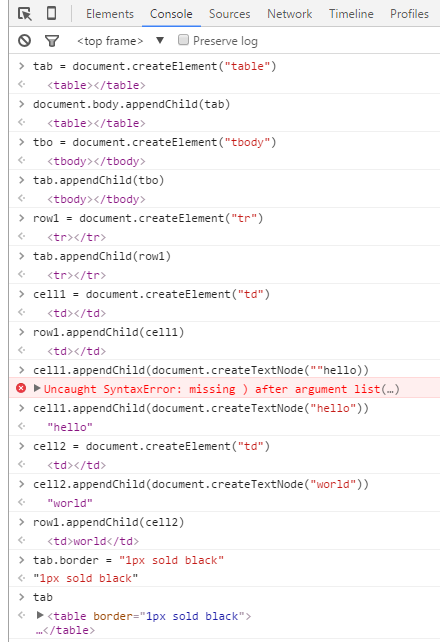 Elements Console Sources Network Timeline Profiles
<top frame> ▼ Preserve log
> tab = document.createElement("table")
<table></table>
> document.body.appendChild(tab)
<table></table>
> tbo = document.createElement("tbody")
<tbody></tbody>
> tab.appendChild(tbo)
<tbody></tbody>
> row1 = document.createElement("tr")
<tr></tr>
> tab.appendChild(row1)
<tr></tr>
> cell1 = document.createElement("td")
<td></td>
> row1.appendChild(cell1)
<td></td>
> cell1.appendChild(document.createTextNode(""hello))
▶Uncaught SyntaxError: missing ) after argument list(…)
> cell1.appendChild(document.createTextNode("hello"))
"hello"
> cell2 = document.createElement("td")
<td></td>
> cell2.appendChild(document.createTextNode("world"))
"world"
> row1.appendChild(cell2)
<td>world</td>
> tab.border = "1px sold black"
"1px sold black"
> tab
▶<table border="1px sold black">
…</table>